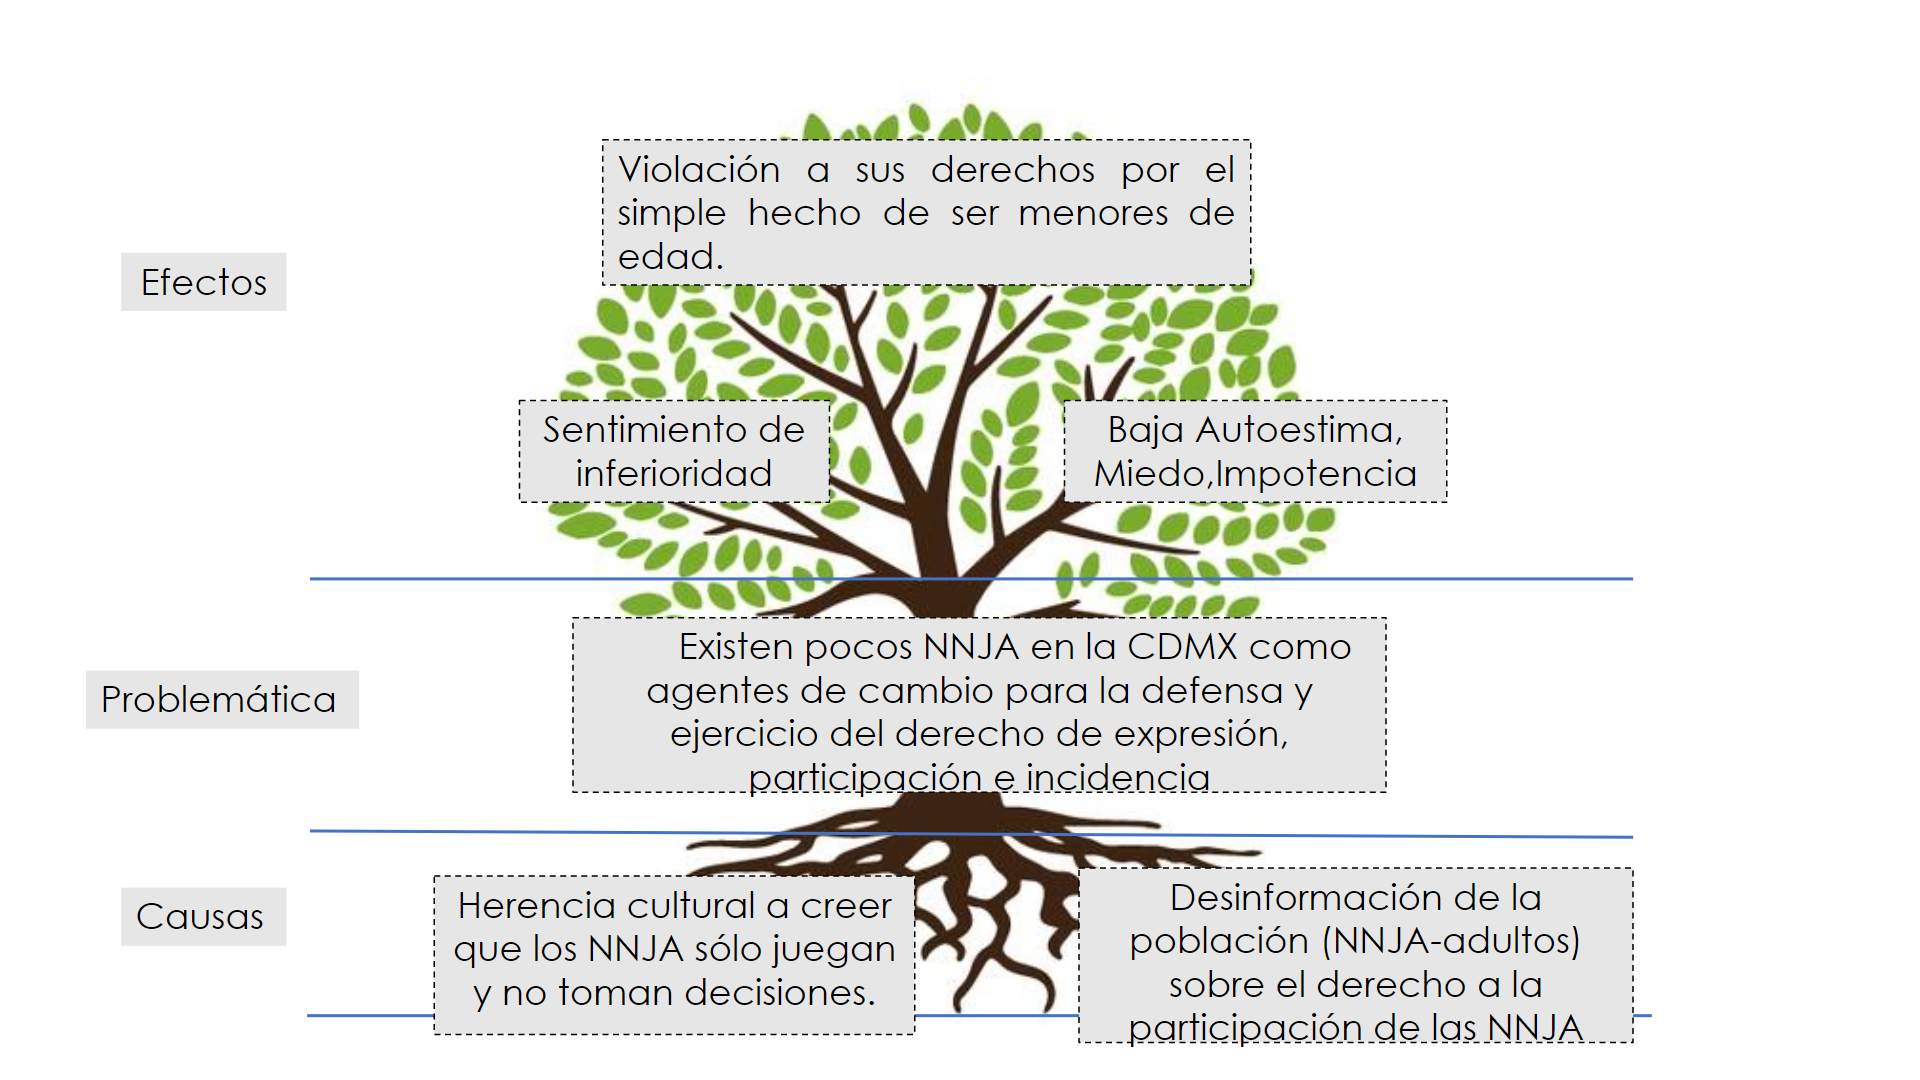 Violación a sus derechos por el
simple hecho de ser menores de
edad.
Efectos
Sentimiento de
inferioridad
Baja Autoestima,
Miedo,Impotencia
Existen pocos NNJA en la CDMX como
agentes de cambio para la defensa y
ejercicio del derecho de expresión,
participación e incidencia
Problemática
Causas
Herencia cultural a creer
que los NNJA sólo juegan
y no toman decisiones.
Desinformación de la
población (NNJA-adultos)
sobre el derecho a la
participación de las NNJA